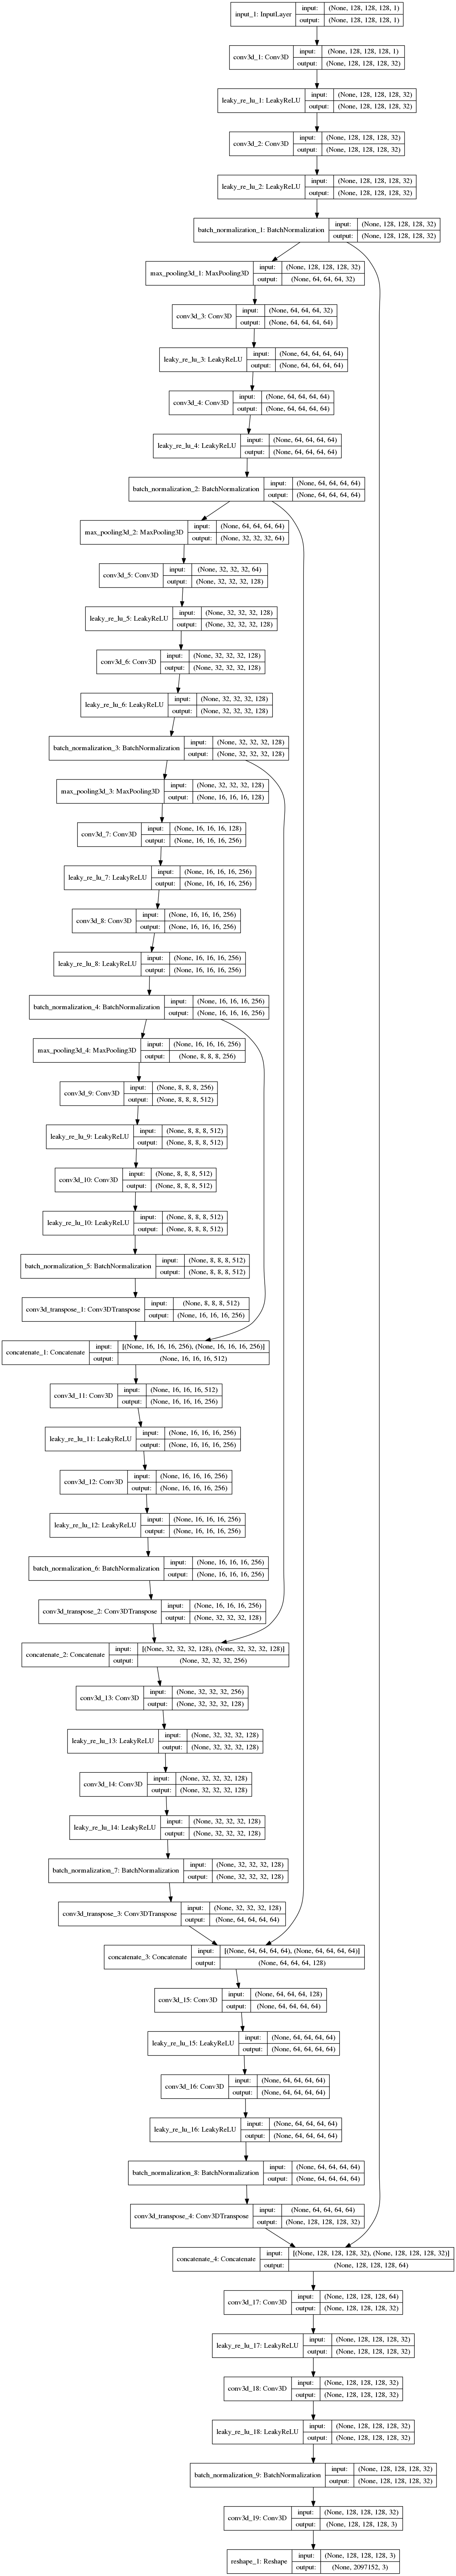 input_1: InputLayer
input: (None, 128, 128, 128, 1)
output: (None, 128, 128, 128, 1)
conv3d_1: Conv3D
input: (None, 128, 128, 128, 1)
output: (None, 128, 128, 128, 32)
leaky_re_lu_1: LeakyReLU
input: (None, 128, 128, 128, 32)
output: (None, 128, 128, 128, 32)
conv3d_2: Conv3D
input: (None, 128, 128, 128, 32)
output: (None, 128, 128, 128, 32)
leaky_re_lu_2: LeakyReLU
input: (None, 128, 128, 128, 32)
output: (None, 128, 128, 128, 32)
batch_normalization_1: BatchNormalization
input: (None, 128, 128, 128, 32)
output: (None, 128, 128, 128, 32)
max_pooling3d_1: MaxPooling3D
input: (None, 128, 128, 128, 32)
output: (None, 64, 64, 64, 32)
conv3d_3: Conv3D
input: (None, 64, 64, 64, 32)
output: (None, 64, 64, 64, 64)
leaky_re_lu_3: LeakyReLU
input: (None, 64, 64, 64, 64)
output: (None, 64, 64, 64, 64)
conv3d_4: Conv3D
input: (None, 64, 64, 64, 64)
output: (None, 64, 64, 64, 64)
leaky_re_lu_4: LeakyReLU
input: (None, 64, 64, 64, 64)
output: (None, 64, 64, 64, 64)
batch_normalization_2: BatchNormalization
input: (None, 64, 64, 64, 64)
output: (None, 64, 64, 64, 64)
max_pooling3d_2: MaxPooling3D
input: (None, 64, 64, 64, 64)
output: (None, 32, 32, 32, 64)
conv3d_5: Conv3D
input: (None, 32, 32, 32, 64)
output: (None, 32, 32, 32, 128)
leaky_re_lu_5: LeakyReLU
input: (None, 32, 32, 32, 128)
output: (None, 32, 32, 32, 128)
conv3d_6: Conv3D
input: (None, 32, 32, 32, 128)
output: (None, 32, 32, 32, 128)
leaky_re_lu_6: LeakyReLU
input: (None, 32, 32, 32, 128)
output: (None, 32, 32, 32, 128)
batch_normalization_3: BatchNormalization
input: (None, 32, 32, 32, 128)
output: (None, 32, 32, 32, 128)
max_pooling3d_3: MaxPooling3D
input: (None, 32, 32, 32, 128)
output: (None, 16, 16, 16, 128)
conv3d_7: Conv3D
input: (None, 16, 16, 16, 128)
output: (None, 16, 16, 16, 256)
leaky_re_lu_7: LeakyReLU
input: (None, 16, 16, 16, 256)
output: (None, 16, 16, 16, 256)
conv3d_8: Conv3D
input: (None, 16, 16, 16, 256)
output: (None, 16, 16, 16, 256)
leaky_re_lu_8: LeakyReLU
input: (None, 16, 16, 16, 256)
output: (None, 16, 16, 16, 256)
batch_normalization_4: BatchNormalization
input: (None, 16, 16, 16, 256)
output: (None, 16, 16, 16, 256)
max_pooling3d_4: MaxPooling3D
input: (None, 16, 16, 16, 256)
output: (None, 8, 8, 8, 256)
conv3d_9: Conv3D
input: (None, 8, 8, 8, 256)
output: (None, 8, 8, 8, 512)
leaky_re_lu_9: LeakyReLU
input: (None, 8, 8, 8, 512)
output: (None, 8, 8, 8, 512)
conv3d_10: Conv3D
input: (None, 8, 8, 8, 512)
output: (None, 8, 8, 8, 512)
leaky_re_lu_10: LeakyReLU
input: (None, 8, 8, 8, 512)
output: (None, 8, 8, 8, 512)
batch_normalization_5: BatchNormalization
input: (None, 8, 8, 8, 512)
output: (None, 8, 8, 8, 512)
conv3d_transpose_1: Conv3DTranspose
input: (None, 8, 8, 8, 512)
output: (None, 16, 16, 16, 256)
concatenate_1: Concatenate
input: [(None, 16, 16, 16, 256), (None, 16, 16, 16, 256)]
output: (None, 16, 16, 16, 512)
conv3d_11: Conv3D
input: (None, 16, 16, 16, 512)
output: (None, 16, 16, 16, 256)
leaky_re_lu_11: LeakyReLU
input: (None, 16, 16, 16, 256)
output: (None, 16, 16, 16, 256)
conv3d_12: Conv3D
input: (None, 16, 16, 16, 256)
output: (None, 16, 16, 16, 256)
leaky_re_lu_12: LeakyReLU
input: (None, 16, 16, 16, 256)
output: (None, 16, 16, 16, 256)
batch_normalization_6: BatchNormalization
input: (None, 16, 16, 16, 256)
output: (None, 16, 16, 16, 256)
conv3d_transpose_2: Conv3DTranspose
input: (None, 16, 16, 16, 256)
output: (None, 32, 32, 32, 128)
concatenate_2: Concatenate
input: [(None, 32, 32, 32, 128), (None, 32, 32, 32, 128)]
output: (None, 32, 32, 32, 256)
conv3d_13: Conv3D
input: (None, 32, 32, 32, 256)
output: (None, 32, 32, 32, 128)
leaky_re_lu_13: LeakyReLU
input: (None, 32, 32, 32, 128)
output: (None, 32, 32, 32, 128)
conv3d_14: Conv3D
input: (None, 32, 32, 32, 128)
output: (None, 32, 32, 32, 128)
leaky_re_lu_14: LeakyReLU
input: (None, 32, 32, 32, 128)
output: (None, 32, 32, 32, 128)
batch_normalization_7: BatchNormalization
input: (None, 32, 32, 32, 128)
output: (None, 32, 32, 32, 128)
conv3d_transpose_3: Conv3DTranspose
input: (None, 32, 32, 32, 128)
output: (None, 64, 64, 64, 64)
concatenate_3: Concatenate
input: [(None, 64, 64, 64, 64), (None, 64, 64, 64, 64)]
output: (None, 64, 64, 64, 128)
conv3d_15: Conv3D
input: (None, 64, 64, 64, 128)
output: (None, 64, 64, 64, 64)
leaky_re_lu_15: LeakyReLU
input: (None, 64, 64, 64, 64)
output: (None, 64, 64, 64, 64)
conv3d_16: Conv3D
input: (None, 64, 64, 64, 64)
output: (None, 64, 64, 64, 64)
leaky_re_lu_16: LeakyReLU
input: (None, 64, 64, 64, 64)
output: (None, 64, 64, 64, 64)
batch_normalization_8: BatchNormalization
input: (None, 64, 64, 64, 64)
output: (None, 64, 64, 64, 64)
conv3d_transpose_4: Conv3DTranspose
input: (None, 64, 64, 64, 64)
output: (None, 128, 128, 128, 32)
concatenate_4: Concatenate
input: [(None, 128, 128, 128, 32), (None, 128, 128, 128, 32)]
output: (None, 128, 128, 128, 64)
conv3d_17: Conv3D
input: (None, 128, 128, 128, 64)
output: (None, 128, 128, 128, 32)
leaky_re_lu_17: LeakyReLU
input: (None, 128, 128, 128, 32)
output: (None, 128, 128, 128, 32)
conv3d_18: Conv3D
input: (None, 128, 128, 128, 32)
output: (None, 128, 128, 128, 32)
leaky_re_lu_18: LeakyReLU
input: (None, 128, 128, 128, 32)
output: (None, 128, 128, 128, 32)
batch_normalization_9: BatchNormalization
input: (None, 128, 128, 128, 32)
output: (None, 128, 128, 128, 32)
conv3d_19: Conv3D
input: (None, 128, 128, 128, 32)
output: (None, 128, 128, 128, 3)
reshape_1: Reshape
input: (None, 128, 128, 128, 3)
output: (None, 2097152, 3)